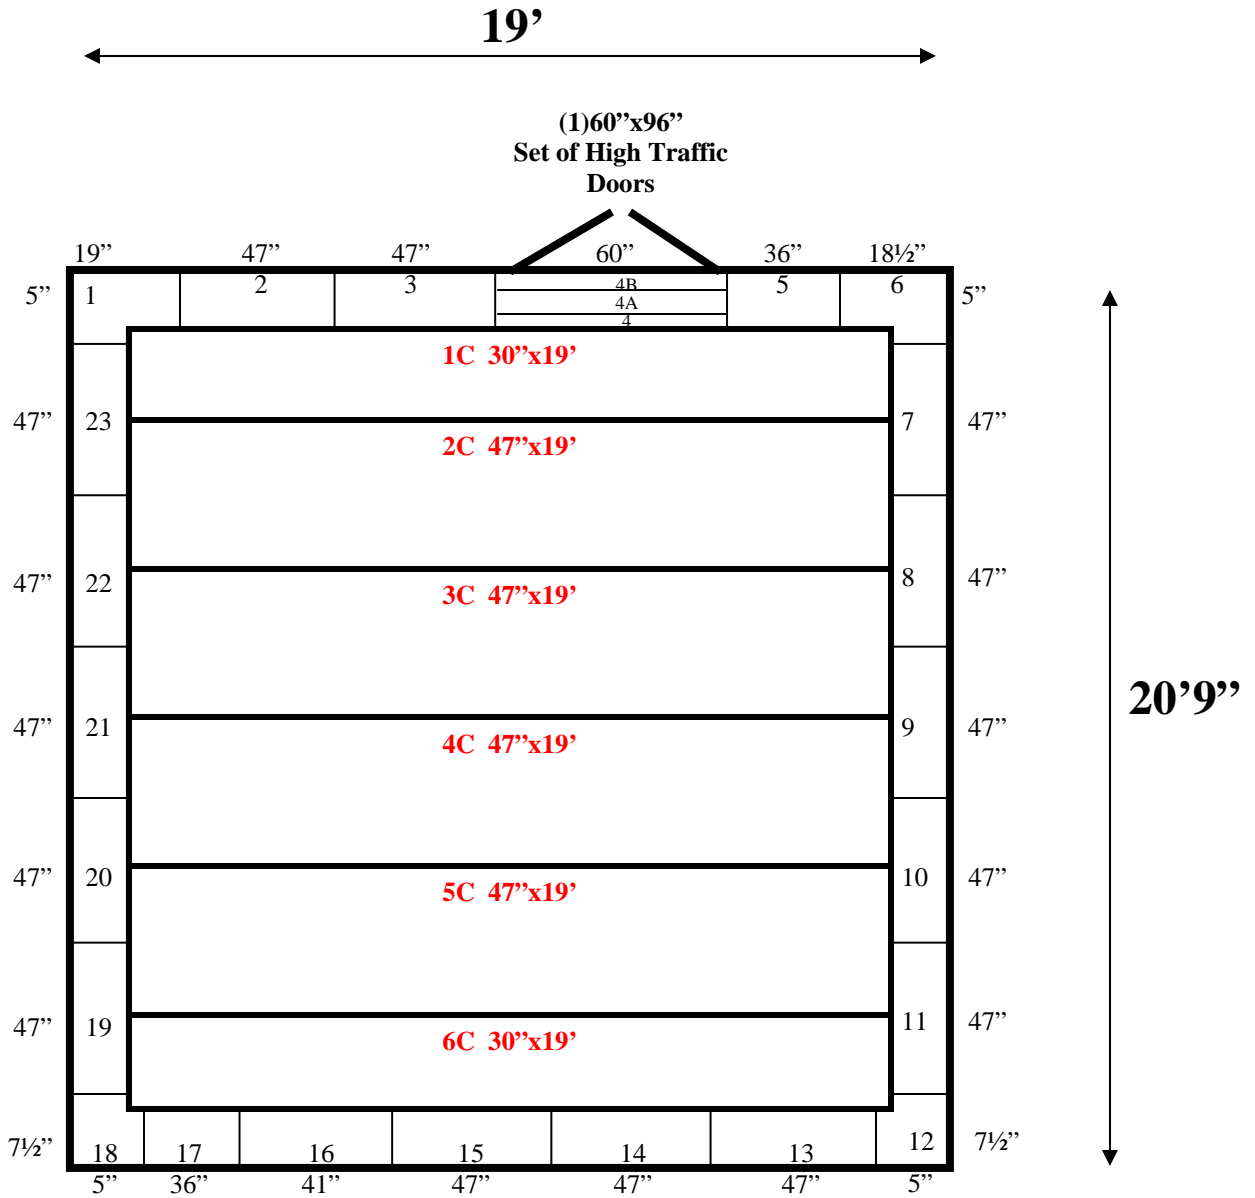 19’
(1)60”x96”
Set of High Traffic
Doors
19” 47” 47” 60” 36” 18½”
5” 1 2 3 4B 5 6 5”
4A
4
1C 30”x19’
47” 23 7 47”
2C 47”x19’
47” 22 8 47”
3C 47”x19’
20’9”
47” 21 9 47”
4C 47”x19’
47” 20 10 47”
5C 47”x19’
47” 19 11 47”
6C 30”x19’
7½” 18 17 16 15 14 13 12 7½”
5” 36” 41” 47” 47” 47” 5”